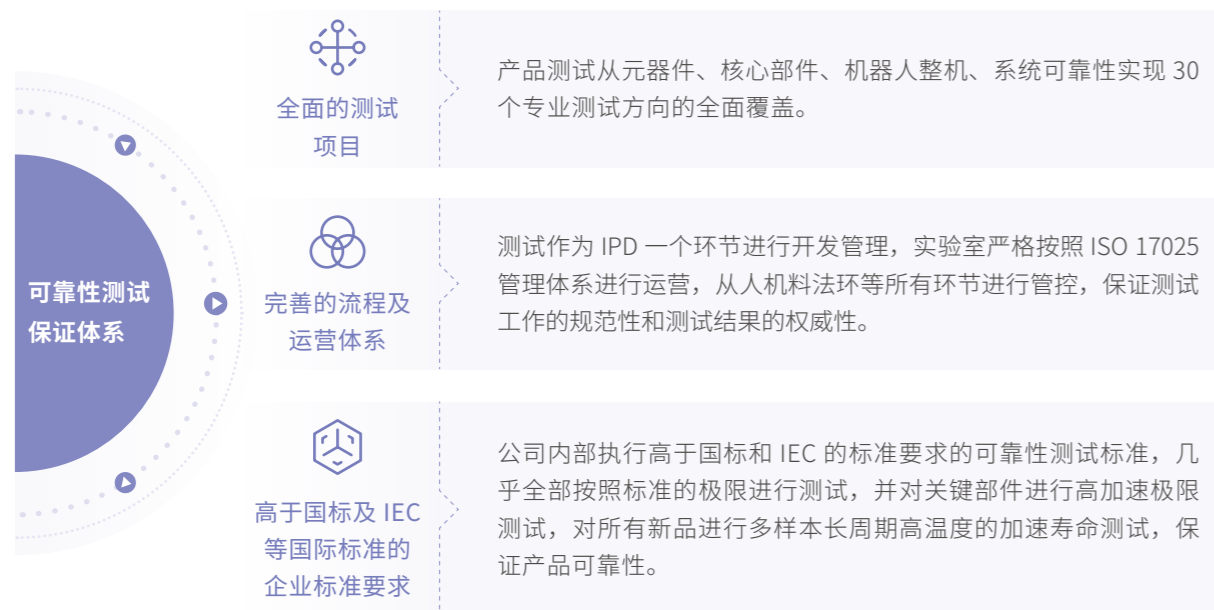 可靠性测试
保证体系
全面的测试
项目
产品测试从元器件、核心部件、机器人整机、系统可靠性实现 30
个专业测试方向的全面覆盖。
完善的流程及
运营体系
测试作为 IPD 一个环节进行开发管理，实验室严格按照 ISO 17025
管理体系进行运营，从人机料法环等所有环节进行管控，保证测试
工作的规范性和测试结果的权威性。
高于国标及 IEC
等国际标准的
企业标准要求
公司内部执行高于国标和 IEC 的标准要求的可靠性测试标准，几
乎全部按照标准的极限进行测试，并对关键部件进行高加速极限
测试，对所有新品进行多样本长周期高温度的加速寿命测试，保
证产品可靠性。